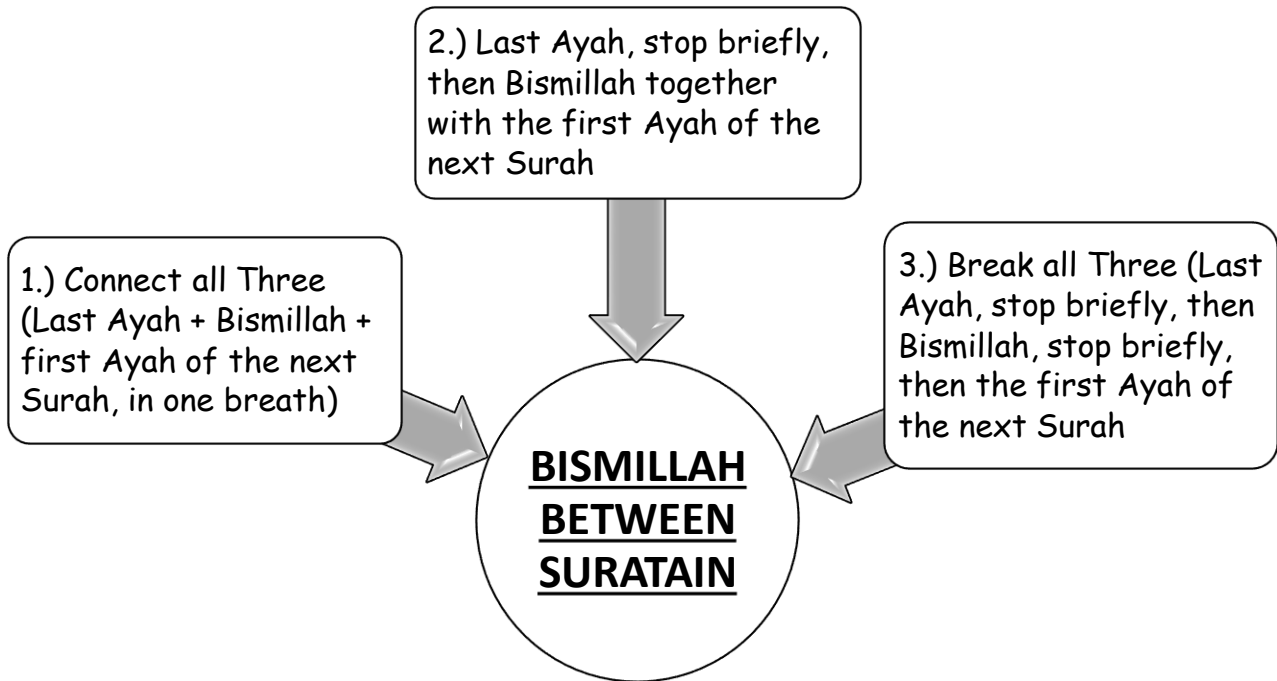 2.) Last Ayah, stop briefly,
then Bismillah together
with the first Ayah of the
next Surah
1.) Connect all Three
(Last Ayah + Bismillah +
first Ayah of the next
Surah, in one breath)
3.) Break all Three (Last
Ayah, stop briefly, then
Bismillah, stop briefly,
then the first Ayah of
the next Surah
BISMILLAH
BETWEEN
SURATAIN